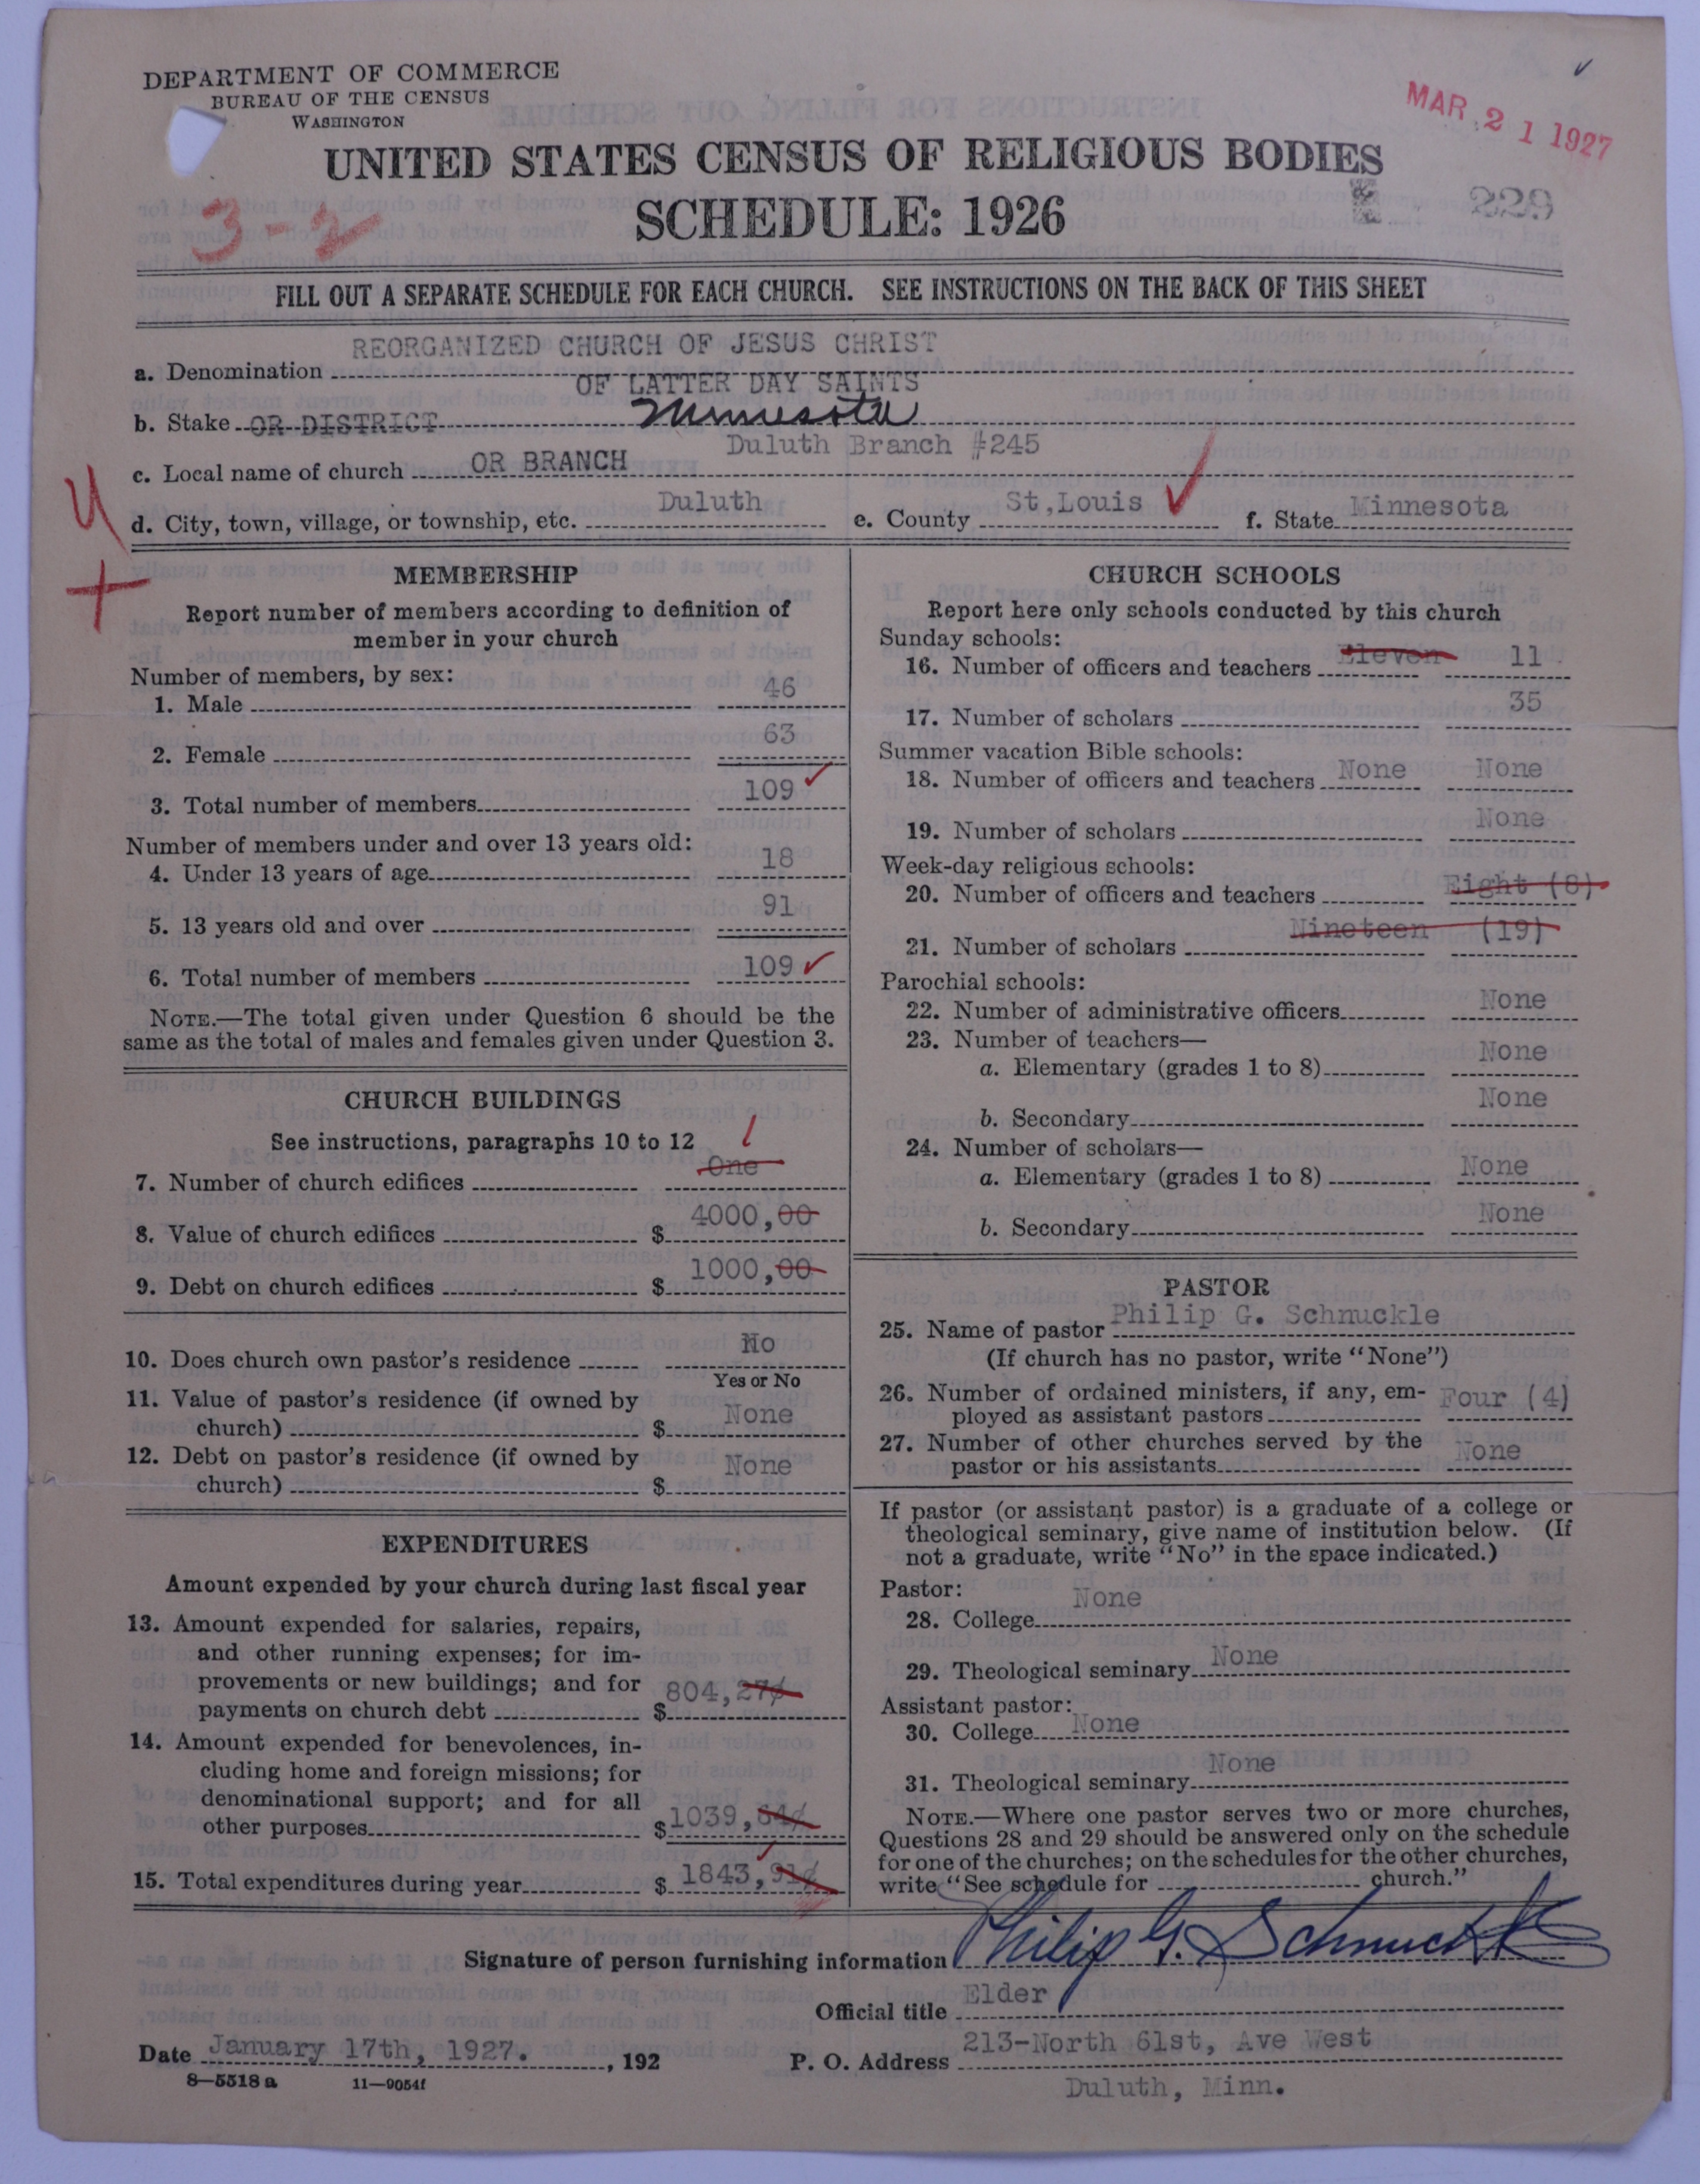 DEPARTMENT OF COMMERCE
BUREAU OF THE CENSUS
WASHINGTON
MAR 21 1927
UNITED STATES CENSUS OF RELIGIOUS BODIES
SCHEDULE: 1926
229
3-2
FILL OUT A SEPARATE SCHEDULE FOR EACH CHURCH. SEE INSTRUCTIONS ON THE BACK OF THIS SHEET
REORGANIZED CHURCH OF JESUS CHRIST
a. Denomination
OF LATTER DAY SAINTS
b. Stake OR DISTRICT Minnesota
Duluth Branch #245
c. Local name of church OR BRANCH
d. City, town, village, or township, etc. Duluth e. County St,Louis f. State Minnesota
MEMBERSHIP
Report number of members according to definition of
member in your church
Number of members, by sex:
1. Male 46
2. Female 63
3. Total number of members 109
Number of members under and over 13 years old:
4. Under 13 years of age 18
5. 13 years old and over 91
6. Total number of members 109
NOTE.—The total given under Question 6 should be the
same as the total of males and females given under Question 3.
CHURCH BUILDINGS
See instructions, paragraphs 10 to 12
1
7. Number of church edifices One
8. Value of church edifices $ 4000,00
9. Debt on church edifices $ 1000,00
10. Does church own pastor's residence No
Yes or No
11. Value of pastor's residence (if owned by
church) $ None
12. Debt on pastor's residence (if owned by
church) $ None
EXPENDITURES
Amount expended by your church during last fiscal year
13. Amount expended for salaries, repairs,
and other running expenses; for im-
provements or new buildings; and for
payments on church debt $ 804,27¢
14. Amount expended for benevolences, in-
cluding home and foreign missions; for
denominational support; and for all
other purposes $ 1039,64¢
15. Total expenditures during year $ 1843,91¢
CHURCH SCHOOLS
Report here only schools conducted by this church
Sunday schools:
16. Number of officers and teachers Eleven 11
17. Number of scholars 35
Summer vacation Bible schools:
18. Number of officers and teachers None None
19. Number of scholars None
Week-day religious schools:
20. Number of officers and teachers Eight (8)
21. Number of scholars Nineteen (19)
Parochial schools:
22. Number of administrative officers None
23. Number of teachers—
a. Elementary (grades 1 to 8) None
b. Secondary None
24. Number of scholars—
a. Elementary (grades 1 to 8) None
b. Secondary None
PASTOR
25. Name of pastor Philip G. Schnuckle
(If church has no pastor, write "None")
26. Number of ordained ministers, if any, em-
ployed as assistant pastors Four (4)
27. Number of other churches served by the
pastor or his assistants None
If pastor (or assistant pastor) is a graduate of a college or
theological seminary, give name of institution below. (If
not a graduate, write "No" in the space indicated.)
Pastor:
28. College None
29. Theological seminary None
Assistant pastor:
30. College None
31. Theological seminary None
NOTE.—Where one pastor serves two or more churches,
Questions 28 and 29 should be answered only on the schedule
for one of the churches; on the schedules for the other churches,
write "See schedule for church."
Signature of person furnishing information Philip G. Schnuckle
Official title Elder
Date January 17th, 1927. , 192 P. O. Address 213-North 61st, Ave West
8—5518 a 11—9054f Duluth, Minn.